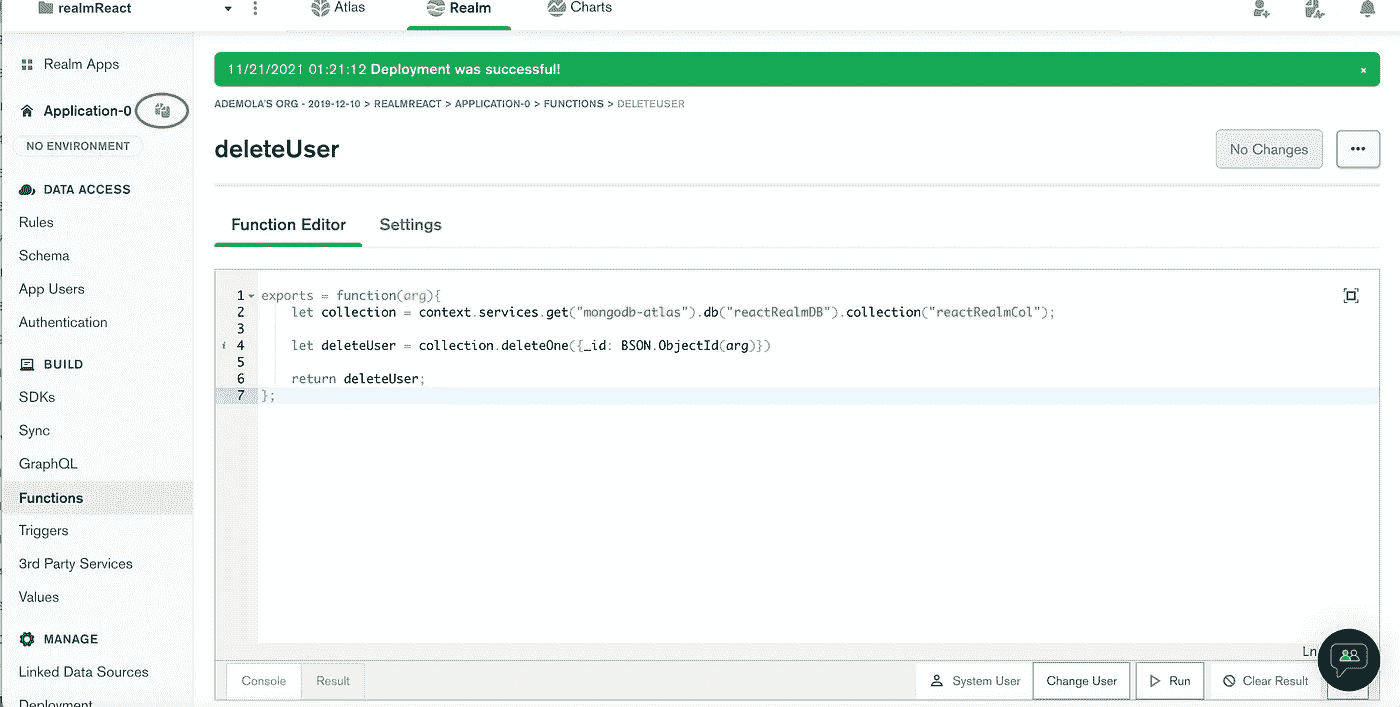 realmReact
Atlas
Realm
Charts
Realm Apps
Application-0
NO ENVIRONMENT
DATA ACCESS
Rules
Schema
App Users
Authentication
BUILD
SDKs
Sync
GraphQL
Functions
Triggers
3rd Party Services
Values
MANAGE
Linked Data Sources
Deployment
11/21/2021 01:21:12 Deployment was successful!
×
ADEMOLA'S ORG - 2019-12-10 > REALMREACT > APPLICATION-0 > FUNCTIONS > DELETEUSER
deleteUser
No Changes
Function Editor
Settings
1 exports = function(arg){
2 let collection = context.services.get("mongodb-atlas").db("reactRealmDB").collection("reactRealmCol");
3
i 4 let deleteUser = collection.deleteOne({_id: BSON.ObjectId(arg)})
5
6 return deleteUser;
7 };
Ln
Console
Result
System User
Change User
Run
Clear Result